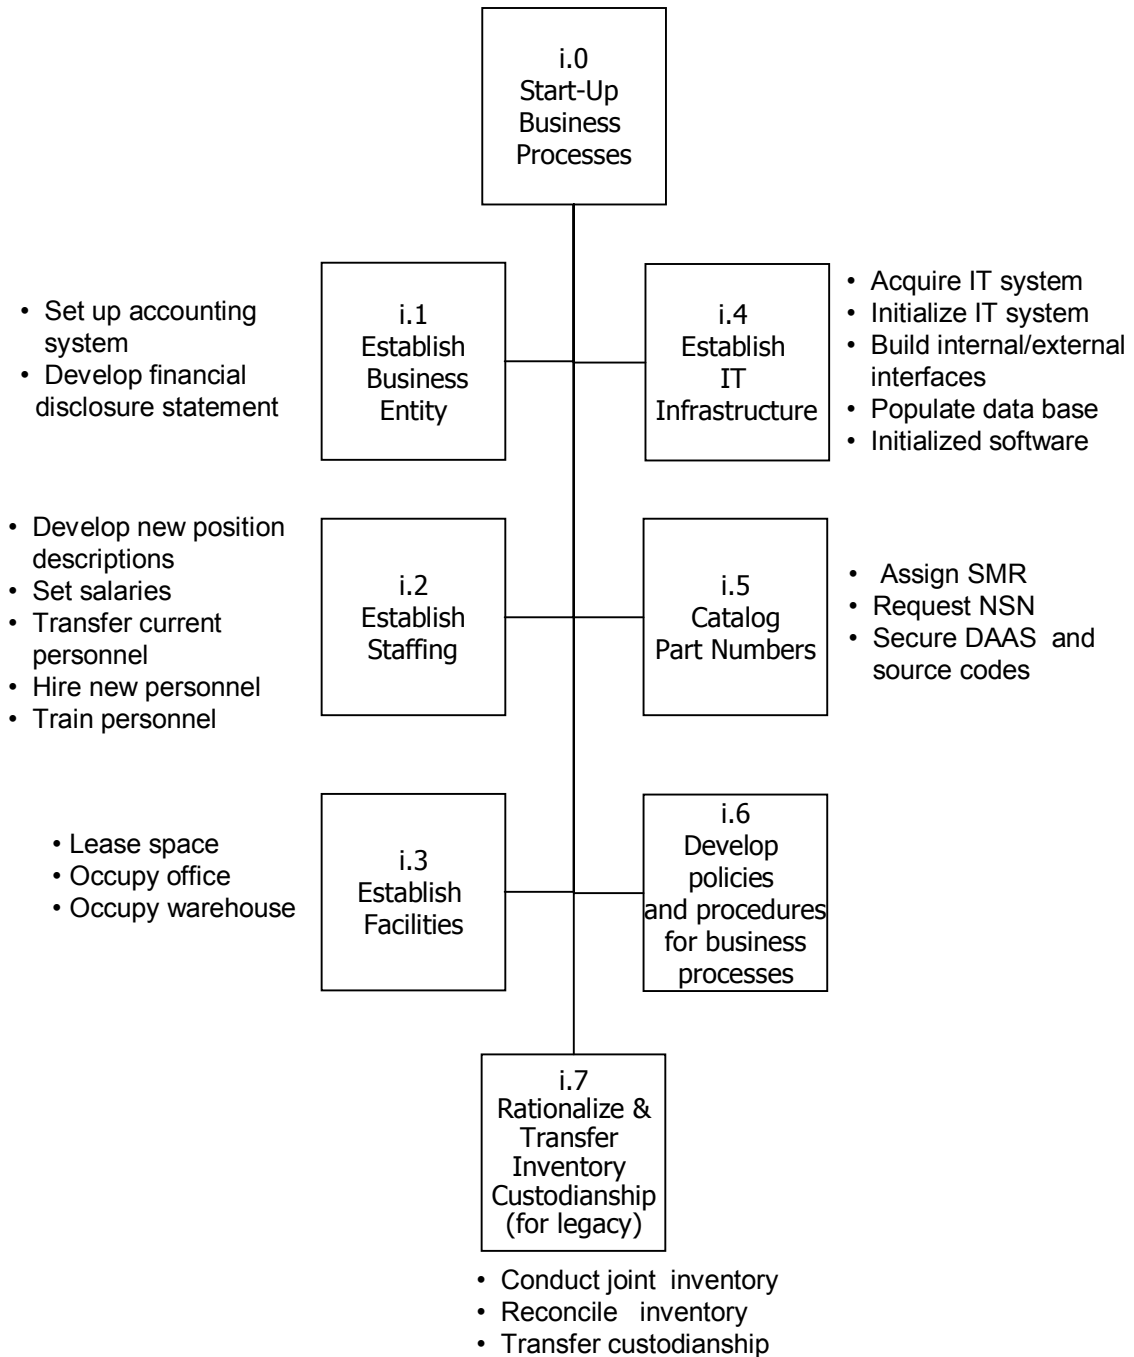 i.0
Start-Up
Business
Processes
• Set up accounting
system
• Develop financial
disclosure statement
i.1
Establish
Business
Entity
i.4
Establish
IT
Infrastructure
• Acquire IT system
• Initialize IT system
• Build internal/external
interfaces
• Populate data base
• Initialized software
• Develop new position
descriptions
• Set salaries
• Transfer current
personnel
• Hire new personnel
• Train personnel
i.2
Establish
Staffing
i.5
Catalog
Part Numbers
• Assign SMR
• Request NSN
• Secure DAAS and
source codes
• Lease space
• Occupy office
• Occupy warehouse
i.3
Establish
Facilities
i.6
Develop
policies
and procedures
for business
processes
i.7
Rationalize &
Transfer
Inventory
Custodianship
(for legacy)
• Conduct joint inventory
• Reconcile inventory
• Transfer custodianship